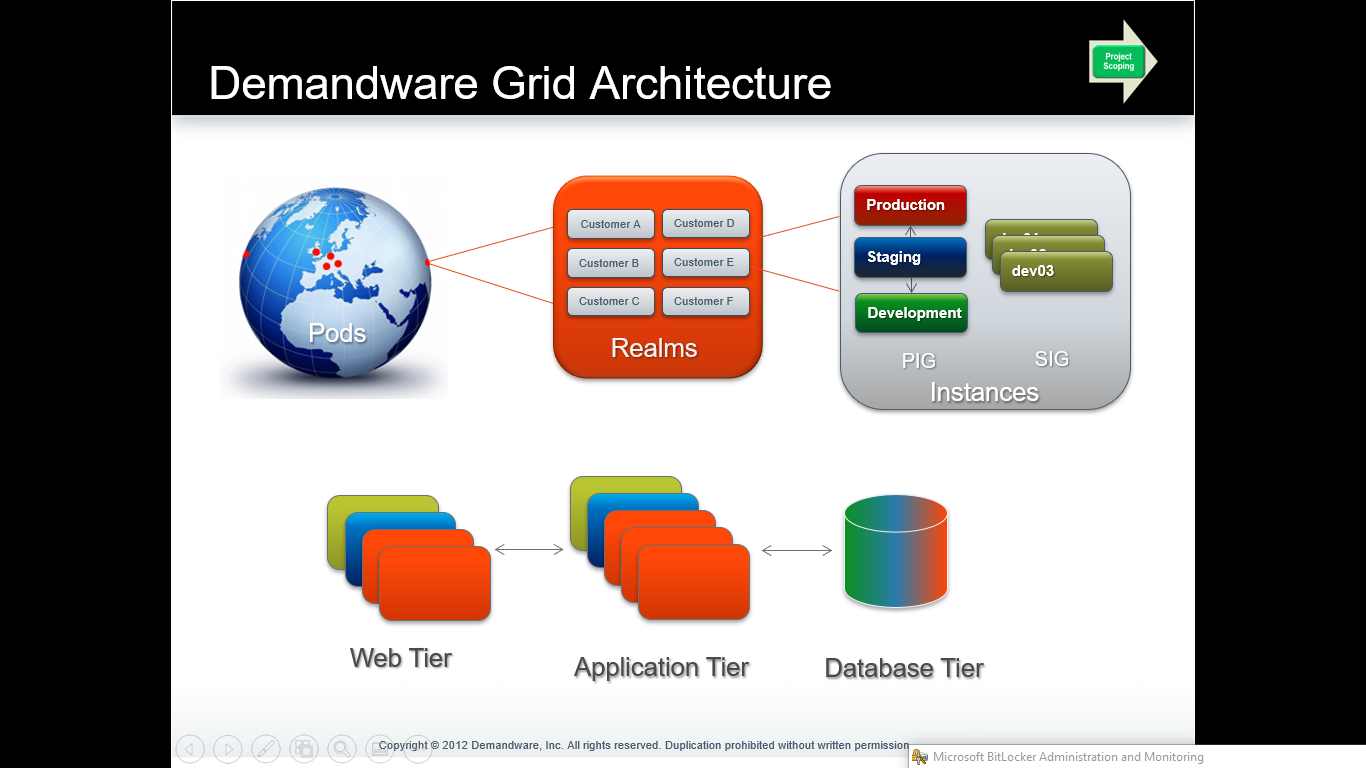 Demandware Grid Architecture
Project
Scoping
Pods
Customer A
Customer D
Customer B
Customer E
Customer C
Customer F
Realms
Production
Staging
Development
dev03
PIG
SIG
Instances
Web Tier
Application Tier
Database Tier
Copyright © 2012 Demandware, Inc. All rights reserved. Duplication prohibited without written permission
Microsoft BitLocker Administration and Monitoring